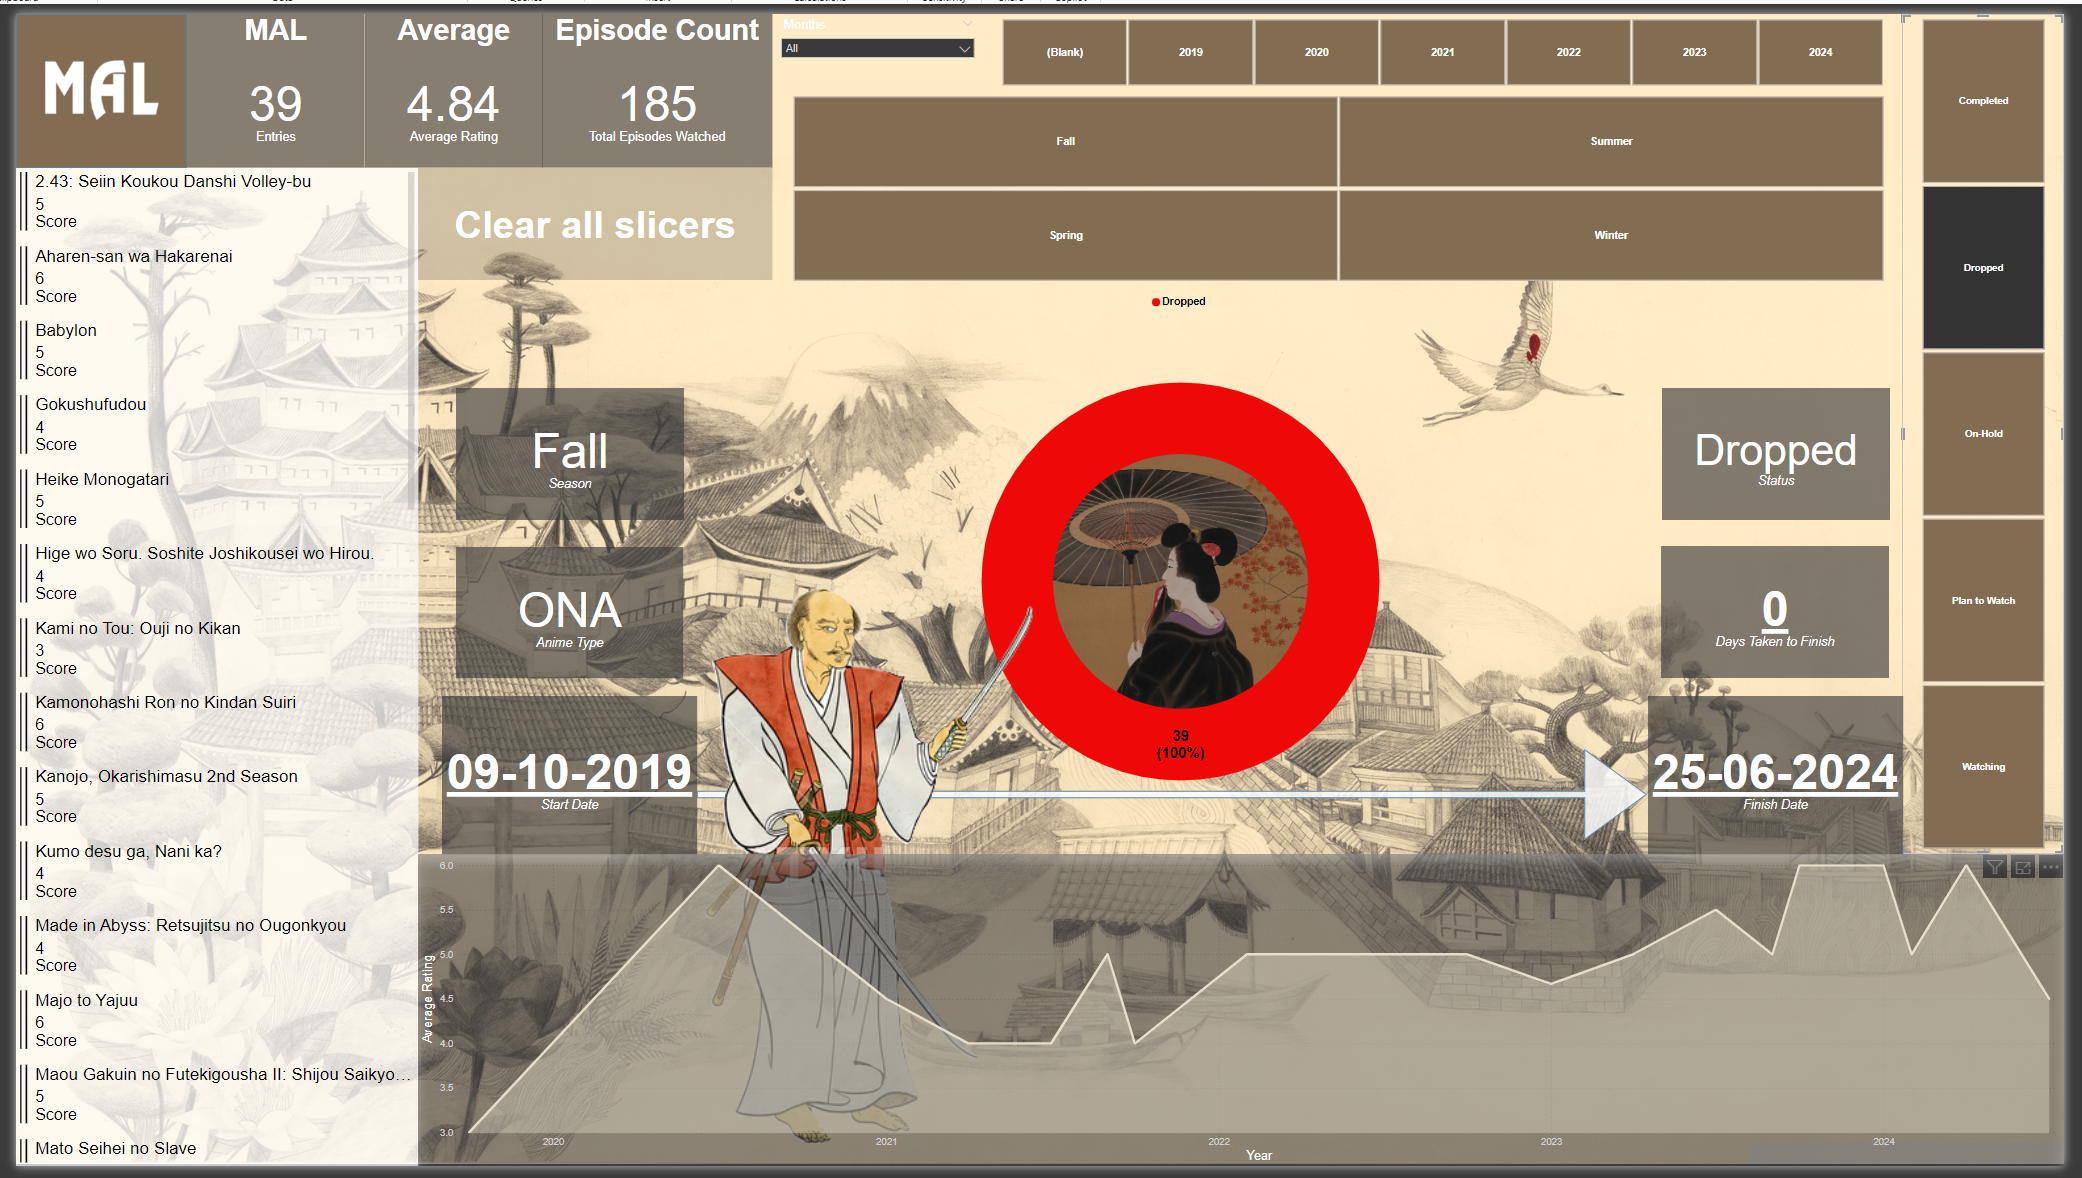 MAL
MAL
39
Entries
Average
4.84
Average Rating
Episode Count
185
Total Episodes Watched
Months
All
(Blank)
2019
2020
2021
2022
2023
2024
Fall
Summer
Spring
Winter
Completed
Dropped
On-Hold
Plan to Watch
Watching
Clear all slicers
2.43: Seiin Koukou Danshi Volley-bu
5
Score
Aharen-san wa Hakarenai
6
Score
Babylon
5
Score
Gokushufudou
4
Score
Heike Monogatari
5
Score
Hige wo Soru. Soshite Joshikousei wo Hirou.
4
Score
Kami no Tou: Ouji no Kikan
3
Score
Kamonohashi Ron no Kindan Suiri
6
Score
Kanojo, Okarishimasu 2nd Season
5
Score
Kumo desu ga, Nani ka?
4
Score
Made in Abyss: Retsujitsu no Ougonkyou
4
Score
Majo to Yajuu
6
Score
Maou Gakuin no Futekigousha II: Shijou Saikyo...
5
Score
Mato Seihei no Slave
Dropped
39
(100%)
Fall
Season
ONA
Anime Type
09-10-2019
Start Date
Dropped
Status
0
Days Taken to Finish
25-06-2024
Finish Date
Average Rating
6.0
5.5
5.0
4.5
4.0
3.5
3.0
2020
2021
2022
2023
2024
Year